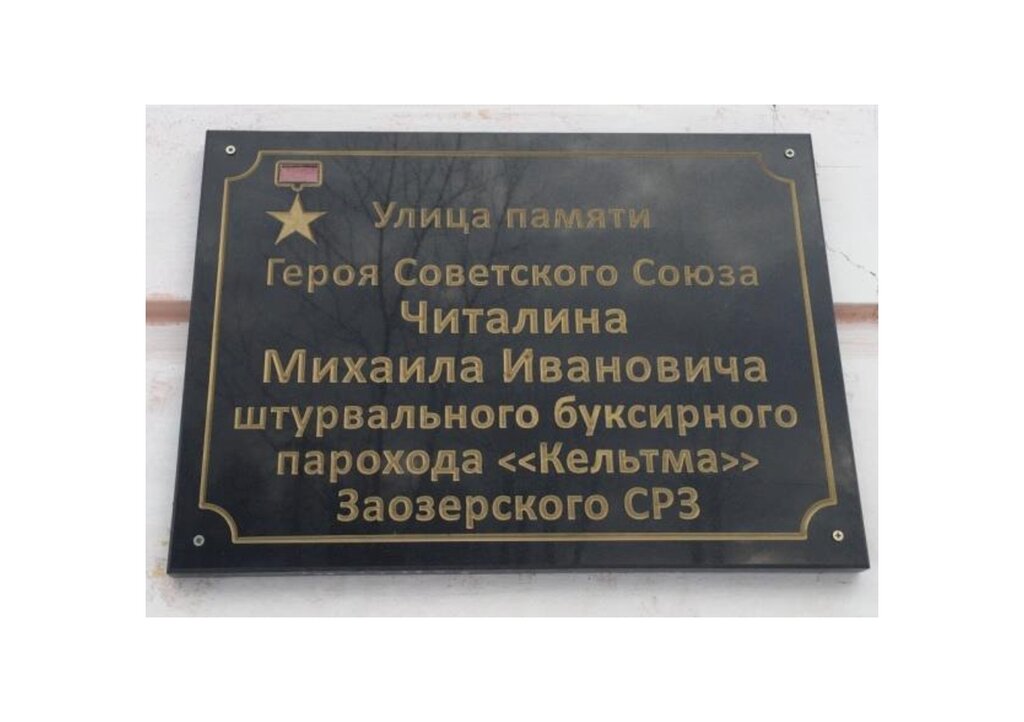 Улица памяти
Героя Советского Союза
Читалина
Михаила Ивановича
штурвального буксирного
парохода <<Кельтма>>
Заозерского СРЗ